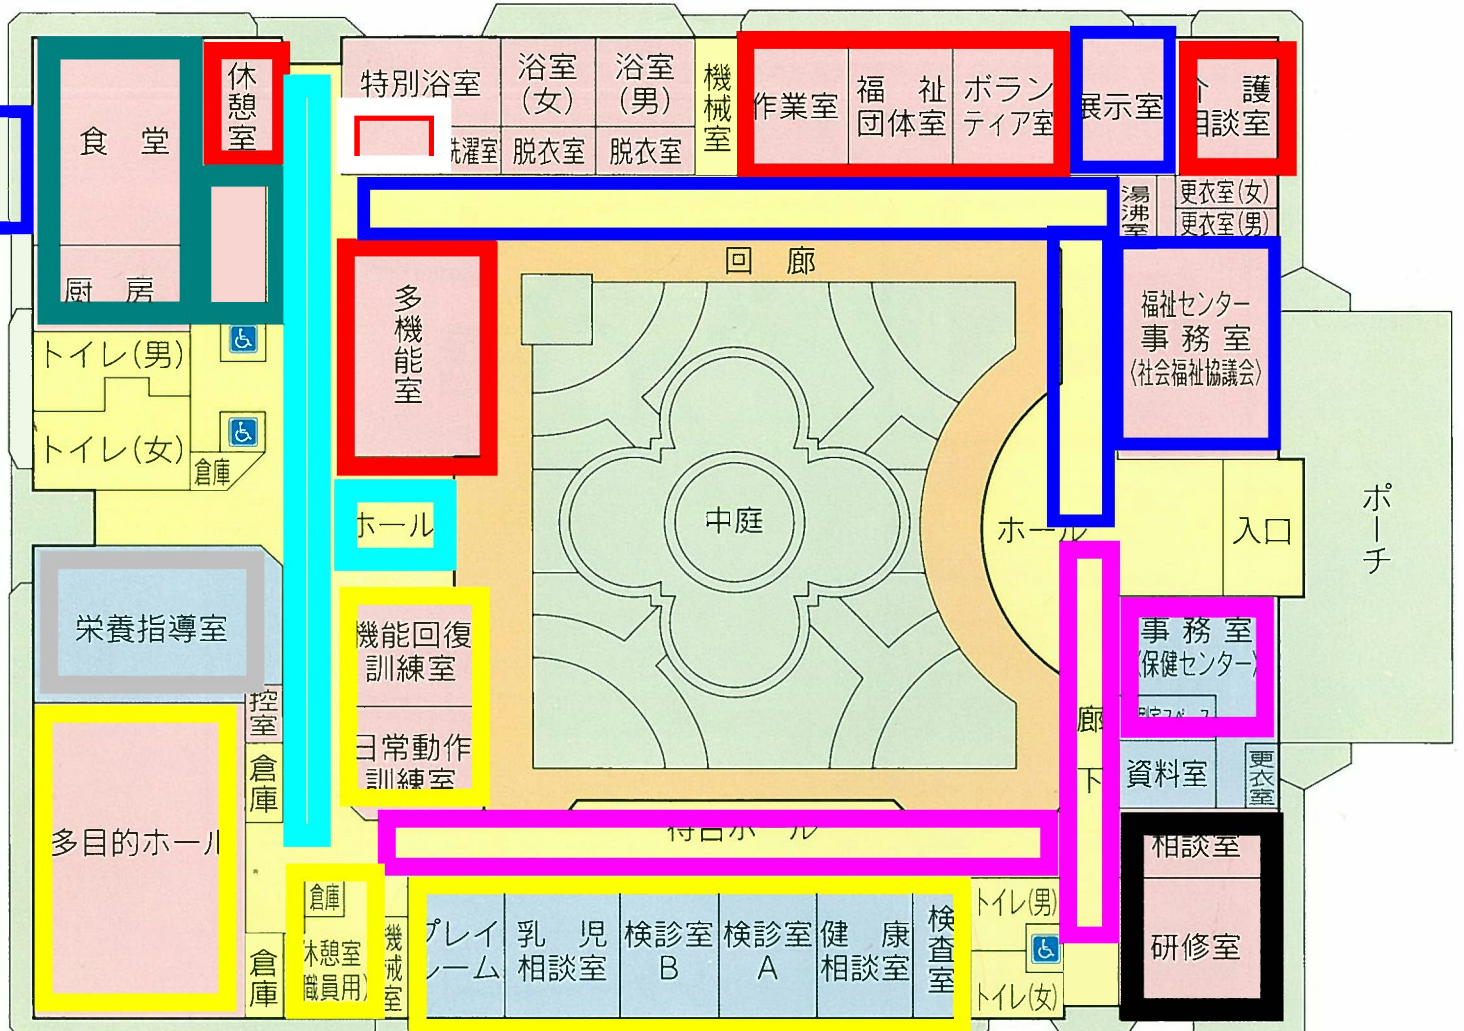 休憩室
特別浴室
浴室(女)
浴室(男)
機械室
作業室
福祉団体室
ボランティア室
展示室
介護相談室
食堂
洗濯室
脱衣室
脱衣室
湯沸室
更衣室(女)
更衣室(男)
厨房
多機能室
回廊
福祉センター
事務室
〈社会福祉協議会〉
トイレ(男)
トイレ(女)
倉庫
ホール
中庭
ホール
入口
ポーチ
栄養指導室
機能回復訓練室
事務室
〈保健センター〉
控室
日常動作訓練室
廊下
資料室
更衣室
倉庫
多目的ホール
待合ホール
相談室
倉庫
休憩室
(職員用)
倉庫
機械室
プレイルーム
乳児相談室
検診室B
検診室A
健康相談室
検査室
トイレ(男)
トイレ(女)
研修室